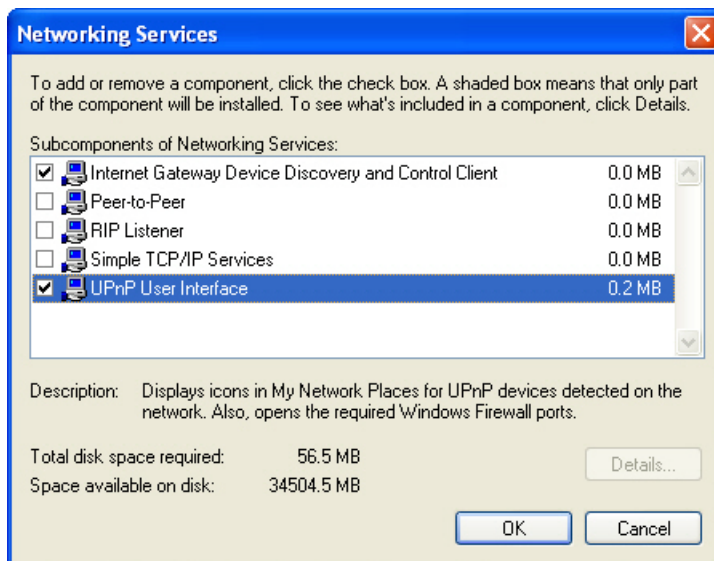 Networking Services
To add or remove a component, click the check box. A shaded box means that only part
of the component will be installed. To see what's included in a component, click Details.
Subcomponents of Networking Services:
Internet Gateway Device Discovery and Control Client 0.0 MB
Peer-to-Peer 0.0 MB
RIP Listener 0.0 MB
Simple TCP/IP Services 0.0 MB
UPnP User Interface 0.2 MB
Description: Displays icons in My Network Places for UPnP devices detected on the
network. Also, opens the required Windows Firewall ports.
Total disk space required: 56.5 MB
Space available on disk: 34504.5 MB
Details...
OK Cancel